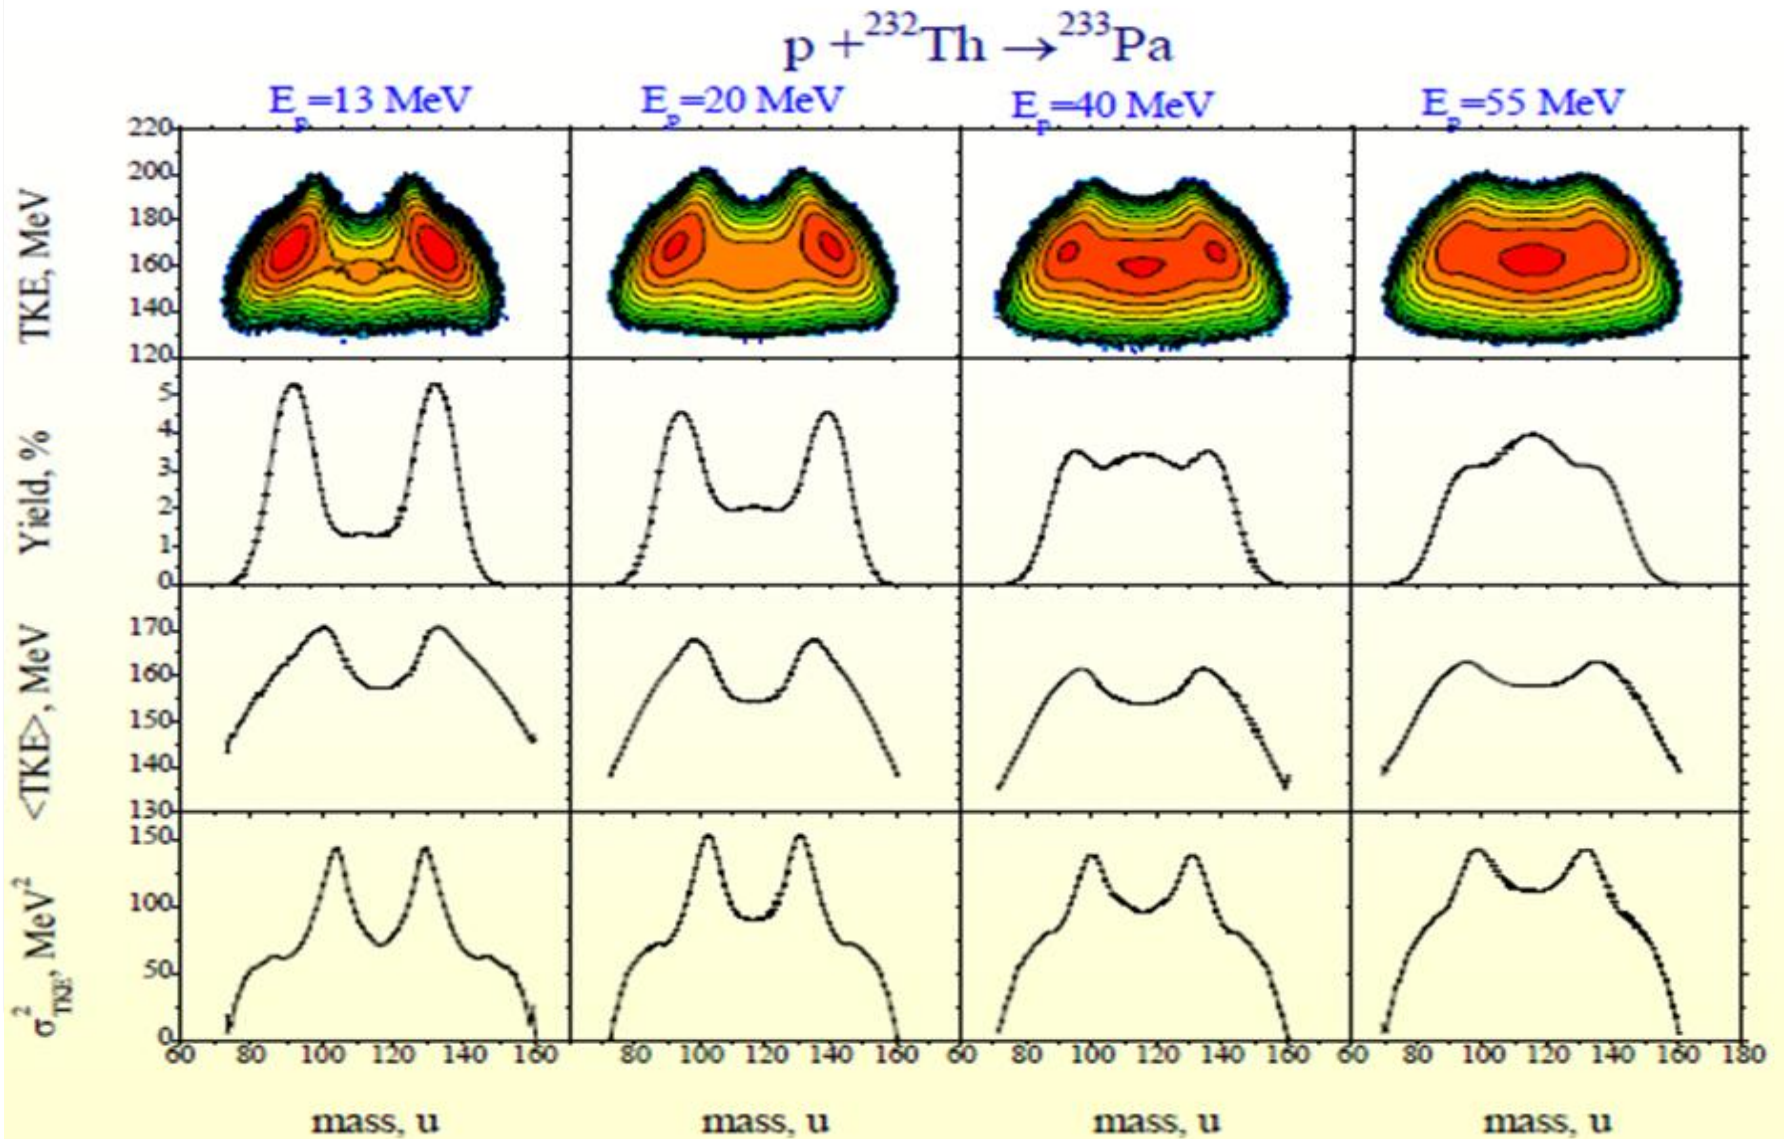 p + ²³²Th → ²³³Pa
E_p=13 MeV E_p=20 MeV E_p=40 MeV E_p=55 MeV
TKE, MeV
220
200
180
160
140
120
Yield, %
5
4
3
2
1
0
<TKE>, MeV
170
160
150
140
130
σ²_TKE, MeV²
150
100
50
0
60 80 100 120 140 160 80 100 120 140 160 60 80 100 120 140 160 60 80 100 120 140 160 180
mass, u mass, u mass, u mass, u